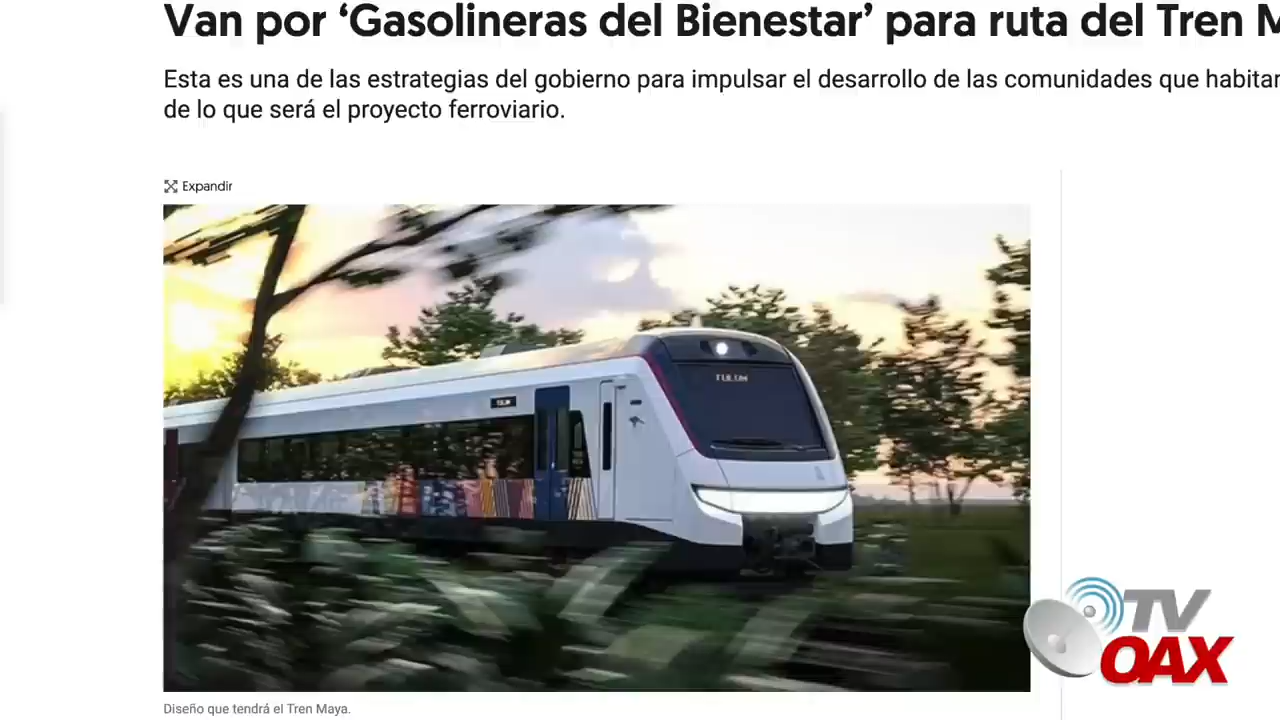 Van por ‘Gasolineras del Bienestar’ para ruta del Tren M
Esta es una de las estrategias del gobierno para impulsar el desarrollo de las comunidades que habitan
de lo que será el proyecto ferroviario.
Expandir
TULUM
Diseño que tendrá el Tren Maya.
TV
OAX